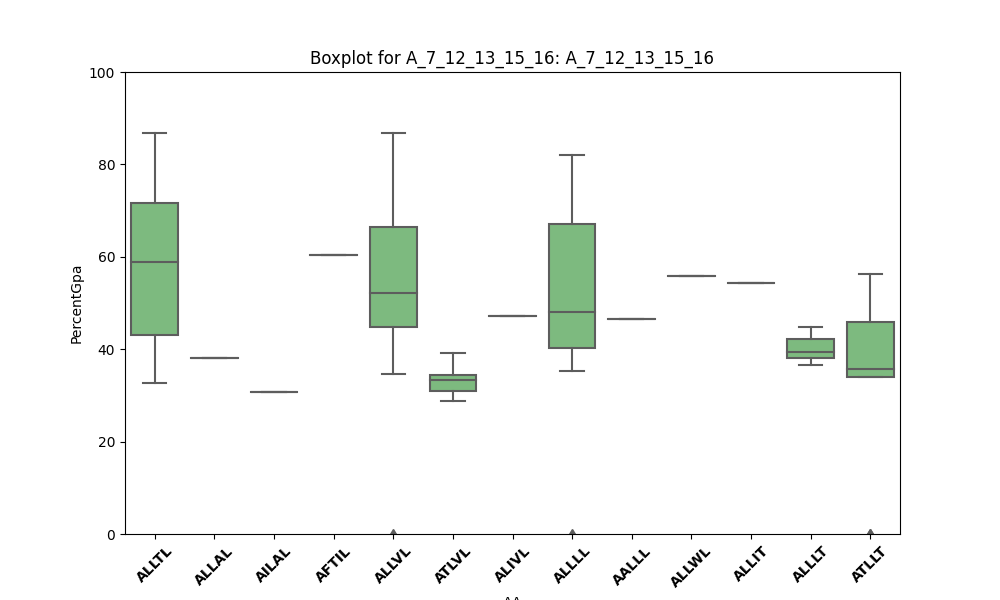 Boxplot for A_7_12_13_15_16: A_7_12_13_15_16
PercentGpa
100
80
60
40
20
0
ALLTL
ALLAL
AILAL
AFTIL
ALLVL
ATLVL
ALIVL
ALLLL
AALLL
ALLWL
ALLIT
ALLLT
ATLLT
AA